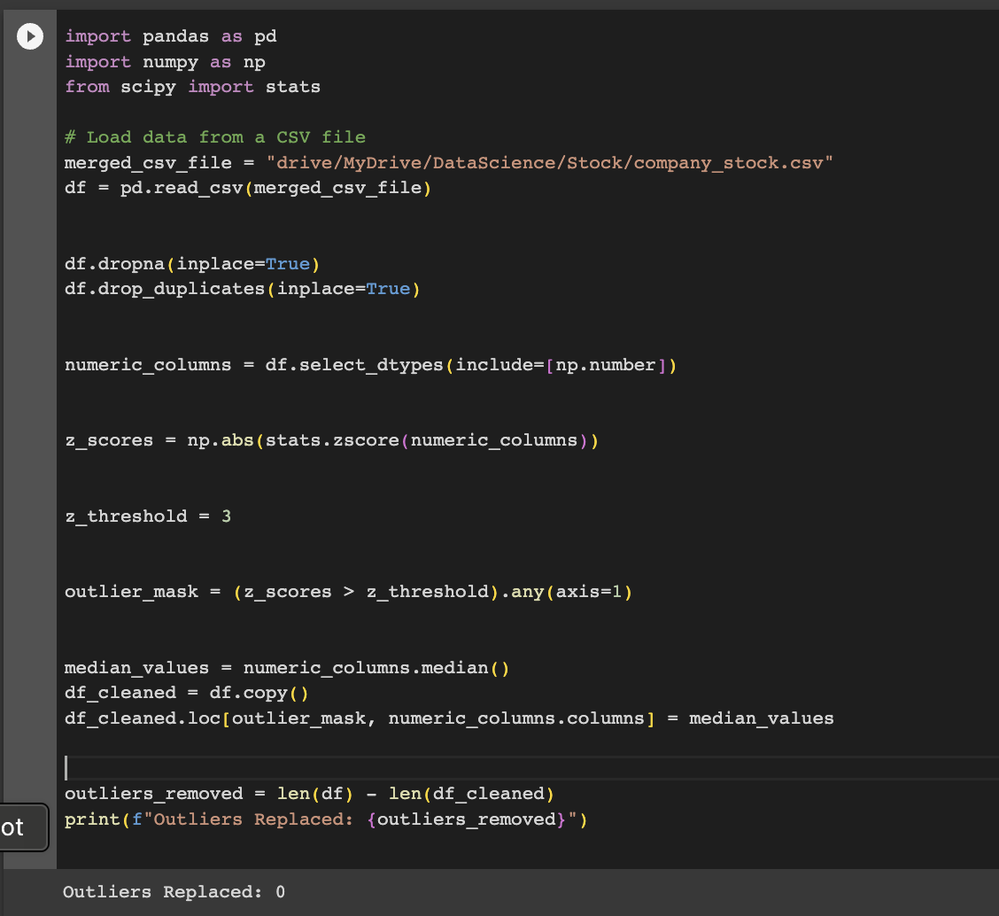 import pandas as pd
import numpy as np
from scipy import stats
# Load data from a CSV file
merged_csv_file = "drive/MyDrive/DataScience/Stock/company_stock.csv"
df = pd.read_csv(merged_csv_file)
df.dropna(inplace=True)
df.drop_duplicates(inplace=True)
numeric_columns = df.select_dtypes(include=[np.number])
z_scores = np.abs(stats.zscore(numeric_columns))
z_threshold = 3
outlier_mask = (z_scores > z_threshold).any(axis=1)
median_values = numeric_columns.median()
df_cleaned = df.copy()
df_cleaned.loc[outlier_mask, numeric_columns.columns] = median_values
outliers_removed = len(df) - len(df_cleaned)
print(f"Outliers Replaced: {outliers_removed}")
ot
Outliers Replaced: 0